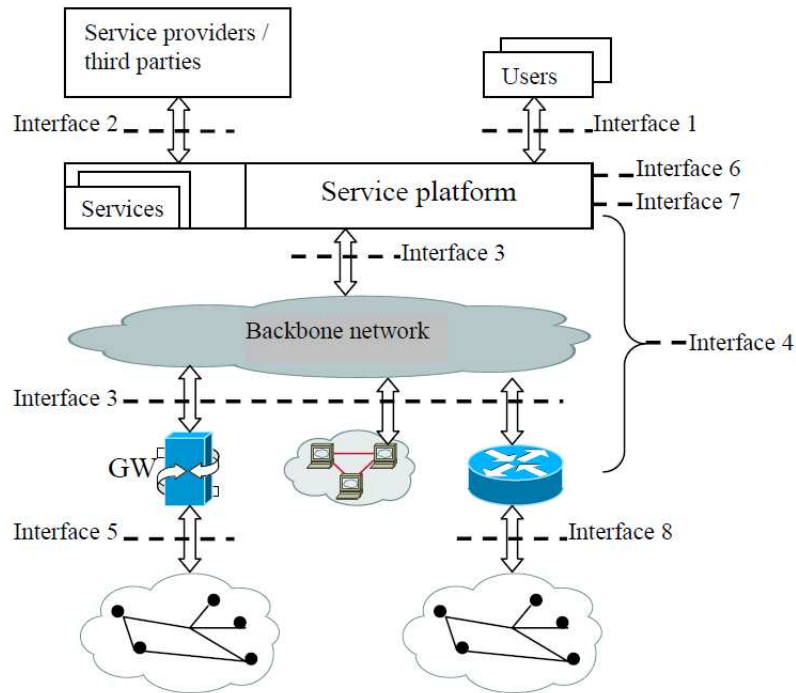 Service providers /
third parties
Users
Interface 2
Interface 1
Interface 6
Services
Service platform
Interface 7
Interface 3
Backbone network
Interface 4
Interface 3
GW
Interface 5
Interface 8